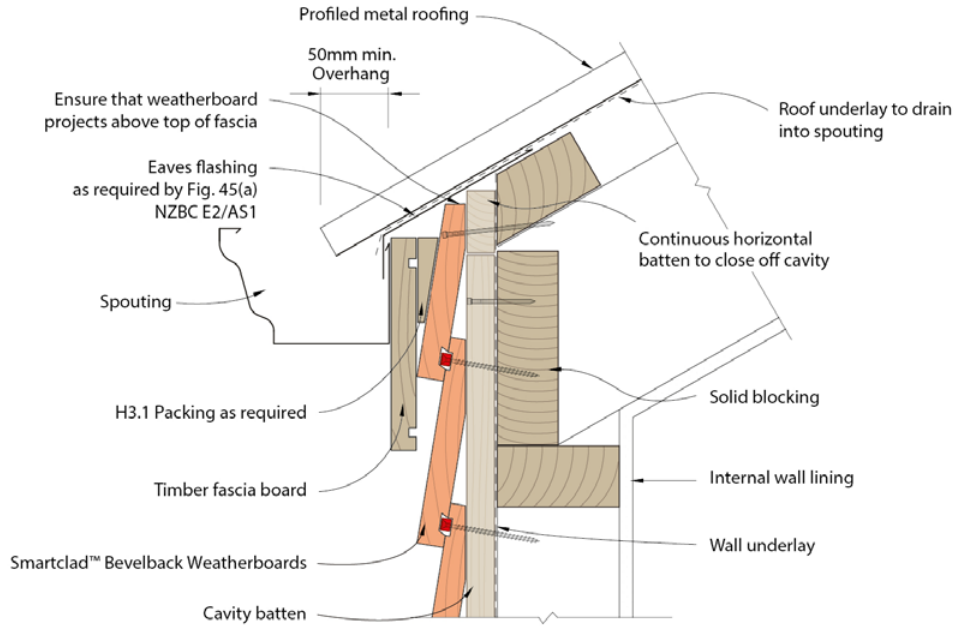 Profiled metal roofing
50mm min.
Overhang
Ensure that weatherboard
projects above top of fascia
Roof underlay to drain
into spouting
Eaves flashing
as required by Fig. 45(a)
NZBC E2/AS1
Continuous horizontal
batten to close off cavity
Spouting
Solid blocking
H3.1 Packing as required
Internal wall lining
Timber fascia board
Wall underlay
Smartclad™ Bevelback Weatherboards
Cavity batten